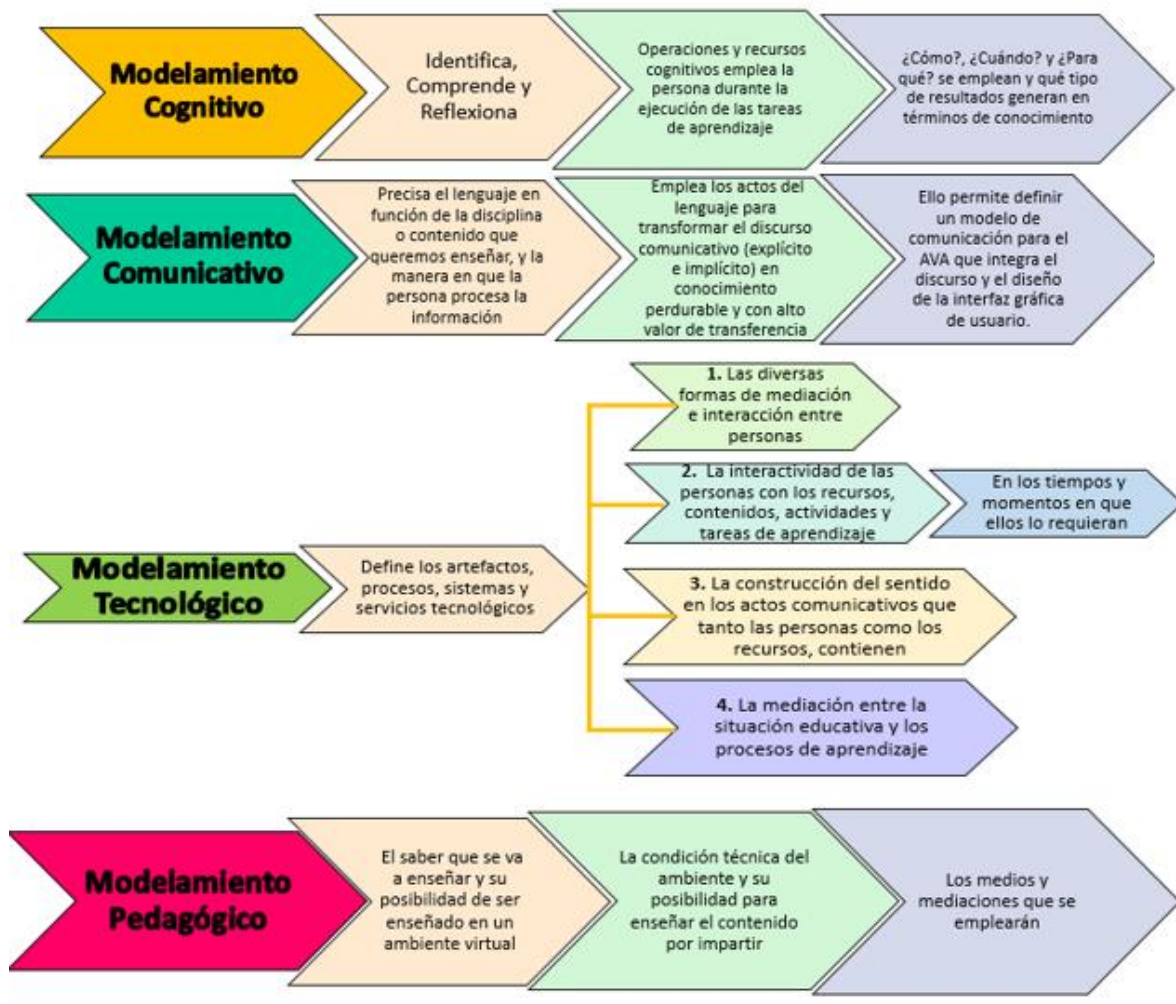 Modelamiento
Cognitivo
Identifica,
Comprende y
Reflexiona
Operaciones y recursos
cognitivos emplea la
persona durante la
ejecución de las tareas
de aprendizaje
¿Cómo?, ¿Cuándo? y ¿Para
qué? se emplean y qué tipo
de resultados generan en
términos de conocimiento
Modelamiento
Comunicativo
Precisa el lenguaje en
función de la disciplina
o contenido que
queremos enseñar, y la
manera en que la
persona procesa la
información
Emplea los actos del
lenguaje para
transformar el discurso
comunicativo (explícito
e implícito) en
conocimiento
perdurable y con alto
valor de transferencia
Ello permite definir
un modelo de
comunicación para el
AVA que integra el
discurso y el diseño
de la interfaz gráfica
de usuario.
Modelamiento
Tecnológico
Define los artefactos,
procesos, sistemas y
servicios tecnológicos
1. Las diversas
formas de mediación
e interacción entre
personas
2. La interactividad de las
personas con los recursos,
contenidos, actividades y
tareas de aprendizaje
En los tiempos y
momentos en que
ellos lo requieran
3. La construcción del sentido
en los actos comunicativos que
tanto las personas como los
recursos, contienen
4. La mediación entre la
situación educativa y los
procesos de aprendizaje
Modelamiento
Pedagógico
El saber que se va
a enseñar y su
posibilidad de ser
enseñado en un
ambiente virtual
La condición técnica del
ambiente y su
posibilidad para
enseñar el contenido
por impartir
Los medios y
mediaciones que se
emplearán